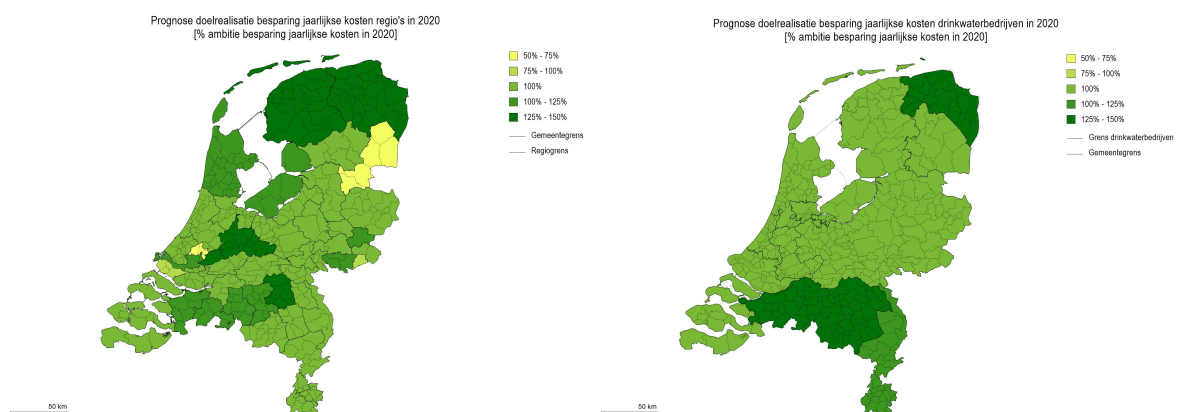 Prognose doelrealisatie besparing jaarlijkse kosten regio's in 2020
[% ambitie besparing jaarlijkse kosten in 2020]
50% - 75%
75% - 100%
100%
100% - 125%
125% - 150%
Gemeentegrens
Regiogrens
50 km
Prognose doelrealisatie besparing jaarlijkse kosten drinkwaterbedrijven in 2020
[% ambitie besparing jaarlijkse kosten in 2020]
50% - 75%
75% - 100%
100%
100% - 125%
125% - 150%
Grens drinkwaterbedrijven
Gemeentegrens
50 km